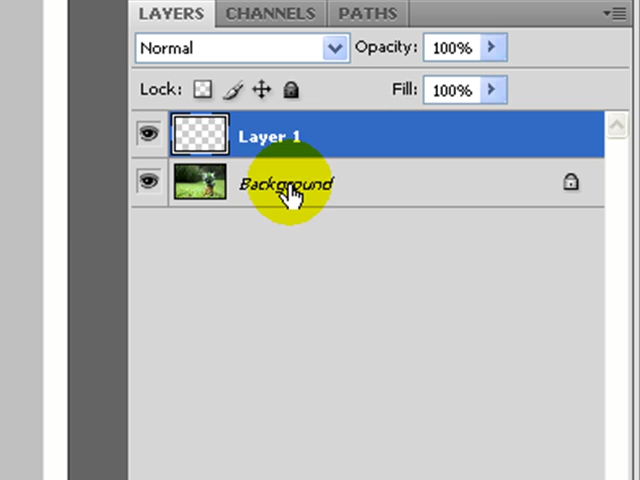 LAYERS CHANNELS PATHS
Normal Opacity: 100%
Lock: Fill: 100%
Layer 1
Background